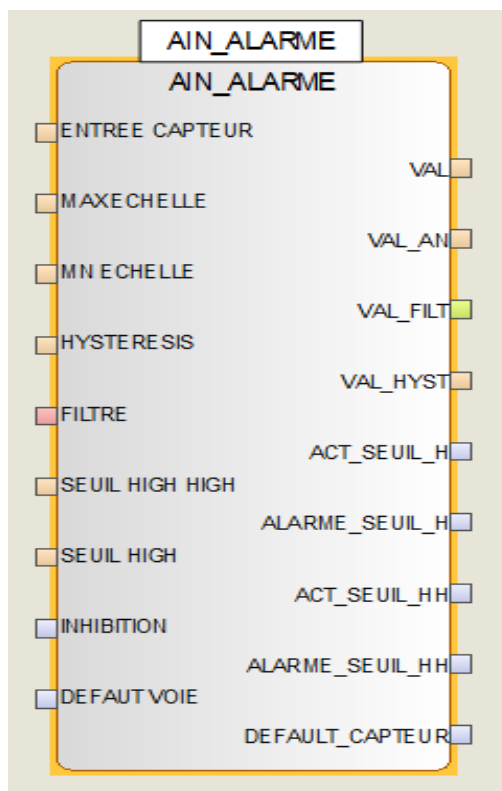 AIN_ALARME
AIN_ALARME
ENTREE CAPTEUR
VAL
MAXECHELLE
VAL_AN
MN ECHELLE
VAL_FILT
HYSTERESIS
VAL_HYST
FILTRE
ACT_SEUIL_H
SEUIL HIGH HIGH
ALARME_SEUIL_H
SEUIL HIGH
ACT_SEUIL_HH
INHIBITION
ALARME_SEUIL_HH
DEFAUT VOIE
DEFAULT_CAPTEUR